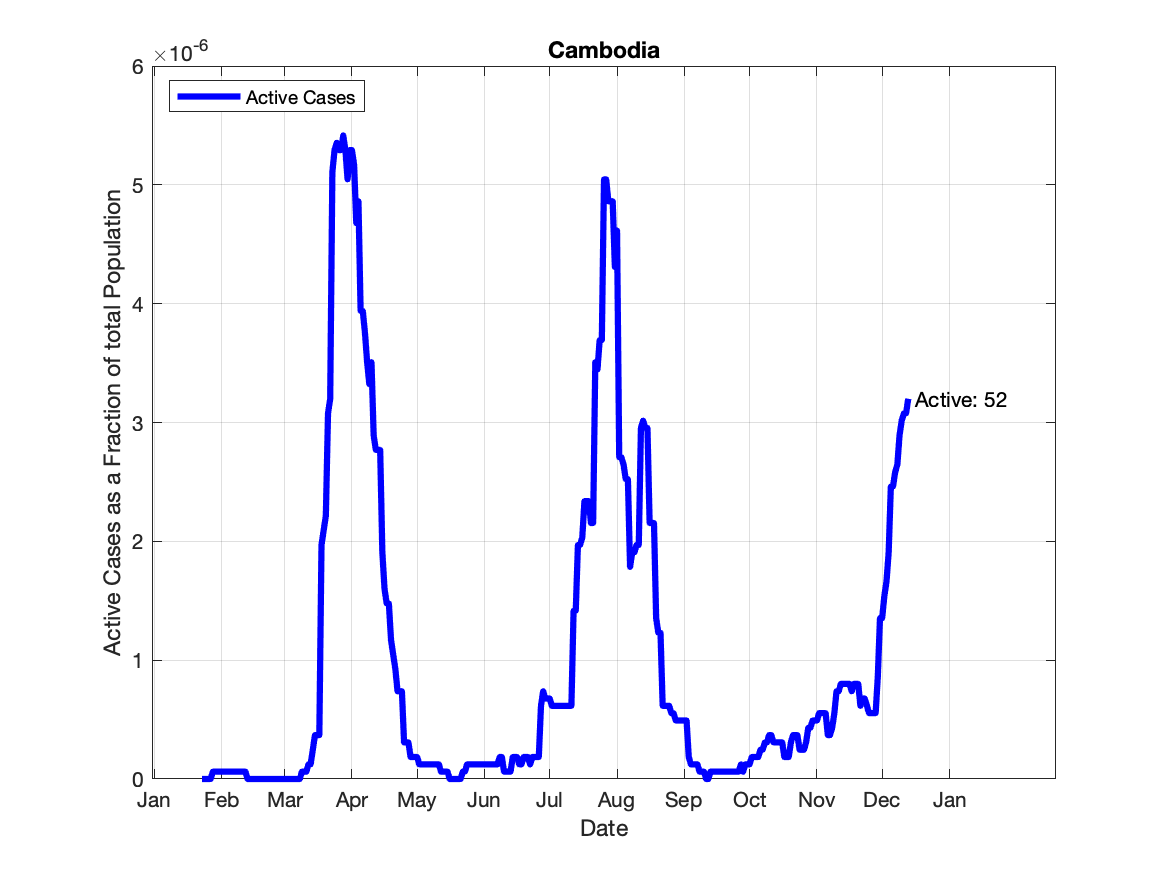 Cambodia
×10-6
Active Cases
6
5
4
3
2
1
0
Active Cases as a Fraction of total Population
Active: 52
Jan Feb Mar Apr May Jun Jul Aug Sep Oct Nov Dec Jan
Date